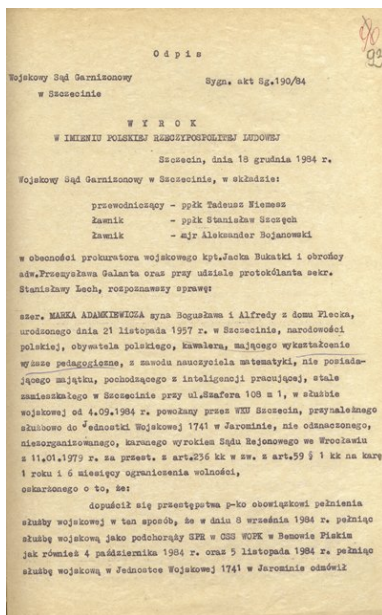 90
93
O d p i s
Wojskowy Sąd Garnizonowy
Sygn. akt Sg.190/84
w Szczecinie
W Y R O K
W IMIENIU POLSKIEJ RZECZYPOSPOLITEJ LUDOWEJ
Szczecin, dnia 18 grudnia 1984 r.
Wojskowy Sąd Garnizonowy w Szczecinie, w składzie:
przewodniczący - ppłk Tadeusz Niemesz
ławnik - ppłk Stanisław Szczęch
ławnik - mjr Aleksander Bojanowski
w obecności prokuratora wojskowego kpt.Jacka Bukatki i obrońcy
adw.Przemysława Galanta oraz przy udziale protokólanta sekr.
Stanisławy Lech, rozpoznawszy sprawę:
szer. MARKA ADAMKIEWICZA syna Bogusława i Alfredy z domu Plecka,
urodzonego dnia 21 listopada 1957 r. w Szczecinie, narodowości
polskiej, obywatela polskiego, kawalera, mającego wykształcenie
wyższe pedagogiczne, z zawodu nauczyciela matematyki, nie posiada-
jącego majątku, pochodzącego z inteligencji pracującej, stale
zamieszkałego w Szczecinie przy ul.Szafera 108 m 1, w służbie
wojskowej od 4.09.1984 r. powołany przez WKU Szczecin, przynależnego
służbowo do Jednostki Wojskowej 1741 w Jarominie, nie odznaczonego,
niezorganizowanego, karanego wyrokiem Sądu Rejonowego we Wrocławiu
z 11.01.1979 r. za przest. z art.236 kk w zw. z art.59 § 1 kk na karę
1 roku i 6 miesięcy ograniczenia wolności,
oskarżonego o to, że:
dopuścił się przestępstwa p-ko obowiązkowi pełnienia
służby wojskowej w ten sposób, że w dniu 8 września 1984 r. pełniąc
służbę wojskową jako podchorąży SPR w CSS WOPK w Bemowie Piskim
jak również 4 października 1984 r. oraz 5 listopada 1984 r. pełniąc
służbę wojskową w Jednostce Wojskowej 1741 w Jarominie odmówił